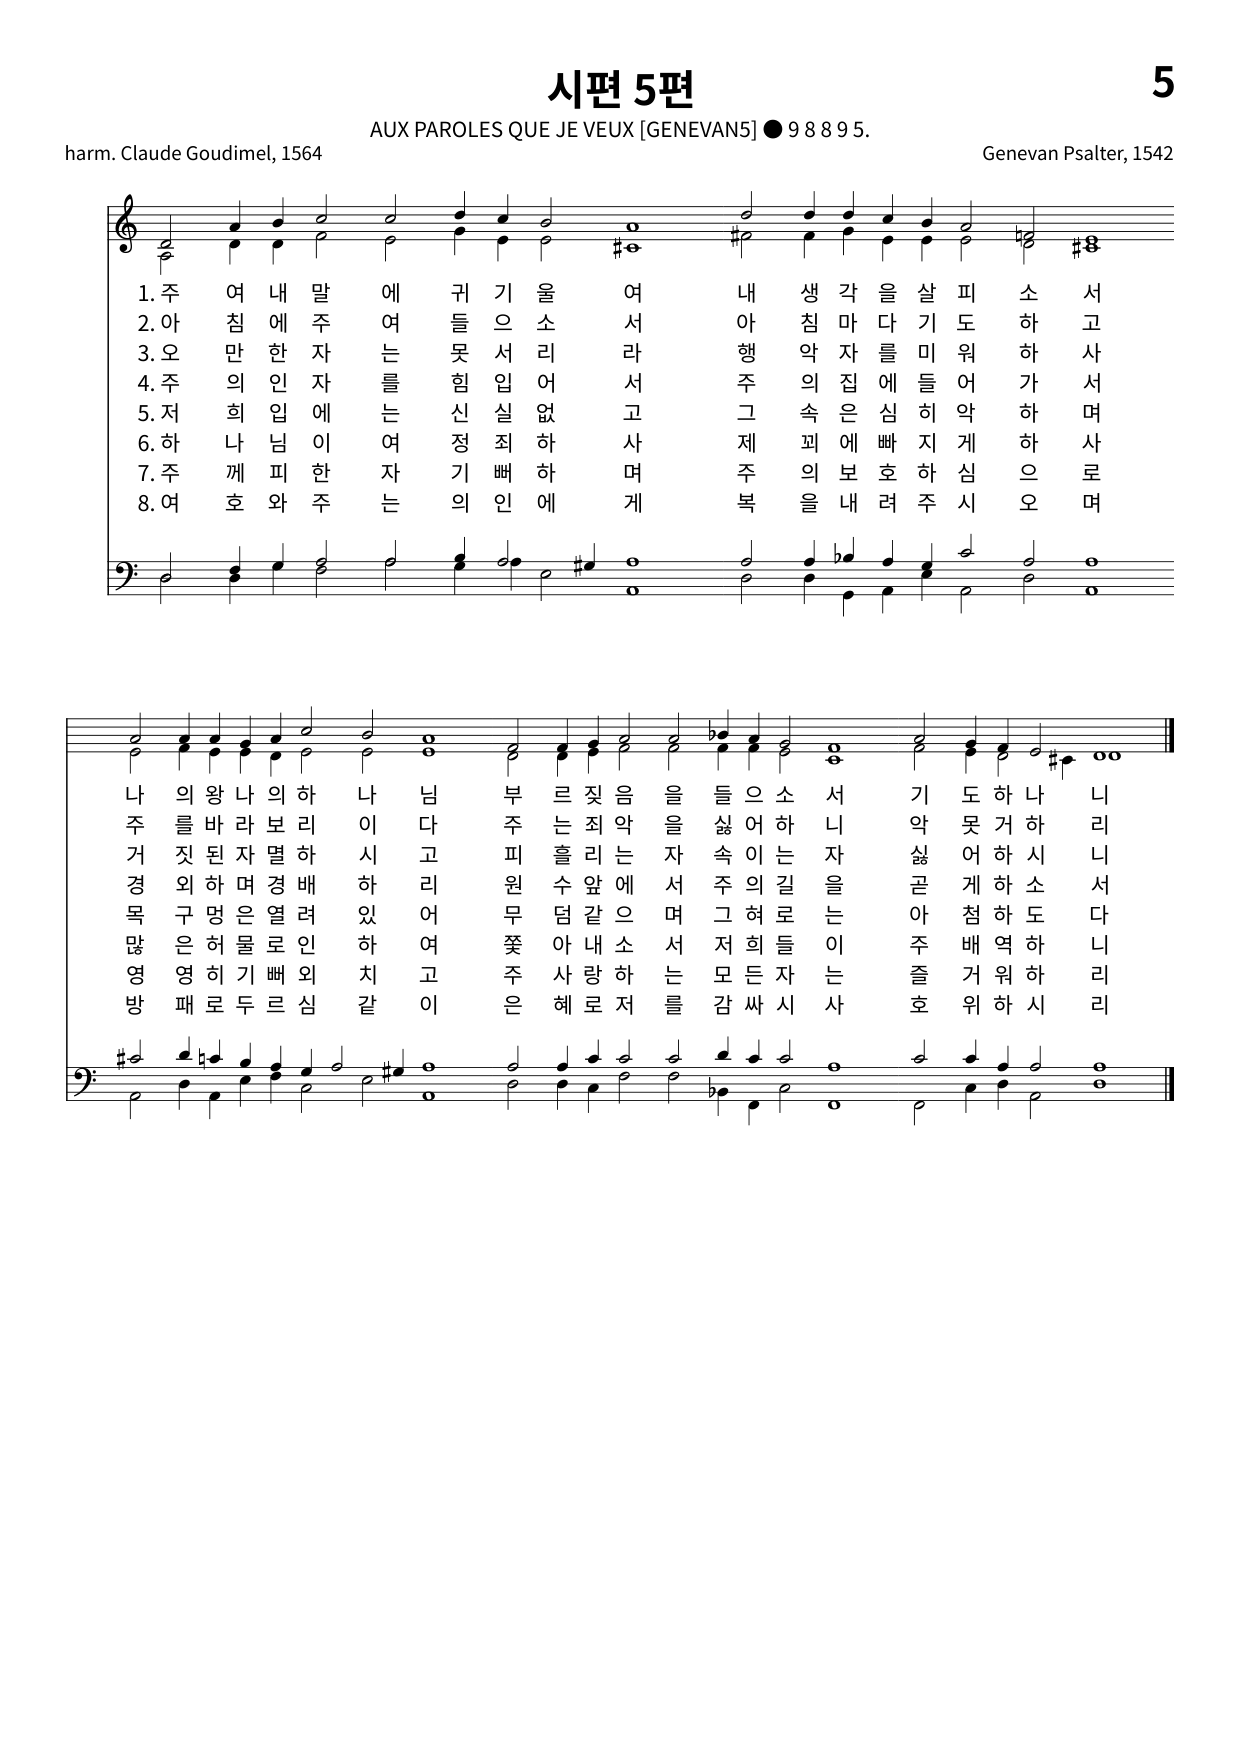 시편 5편
5
AUX PAROLES QUE JE VEUX [GENEVAN5] ● 9 8 8 9 5.
harm. Claude Goudimel, 1564
Genevan Psalter, 1542
1. 주 여 내 말 에 귀 기 울 여 내 생 각 을 살 피 소 서
2. 아 침 에 주 여 들 으 소 서 아 침 마 다 기 도 하 고
3. 오 만 한 자 는 못 서 리 라 행 악 자 를 미 워 하 사
4. 주 의 인 자 를 힘 입 어 서 주 의 집 에 들 어 가 서
5. 저 희 입 에 는 신 실 없 고 그 속 은 심 히 악 하 며
6. 하 나 님 이 여 정 죄 하 사 제 꾀 에 빠 지 게 하 사
7. 주 께 피 한 자 기 뻐 하 며 주 의 보 호 하 심 으 로
8. 여 호 와 주 는 의 인 에 게 복 을 내 려 주 시 오 며
나 의 왕 나 의 하 나 님 부 르 짖 음 을 들 으 소 서 기 도 하 나 니
주 를 바 라 보 리 이 다 주 는 죄 악 을 싫 어 하 니 악 못 거 하 리
거 짓 된 자 멸 하 시 고 피 흘 리 는 자 속 이 는 자 싫 어 하 시 니
경 외 하 며 경 배 하 리 원 수 앞 에 서 주 의 길 을 곧 게 하 소 서
목 구 멍 은 열 려 있 어 무 덤 같 으 며 그 혀 로 는 아 첨 하 도 다
많 은 허 물 로 인 하 여 쫓 아 내 소 서 저 희 들 이 주 배 역 하 니
영 영 히 기 뻐 외 치 고 주 사 랑 하 는 모 든 자 는 즐 거 워 하 리
방 패 로 두 르 심 같 이 은 혜 로 저 를 감 싸 시 사 호 위 하 시 리